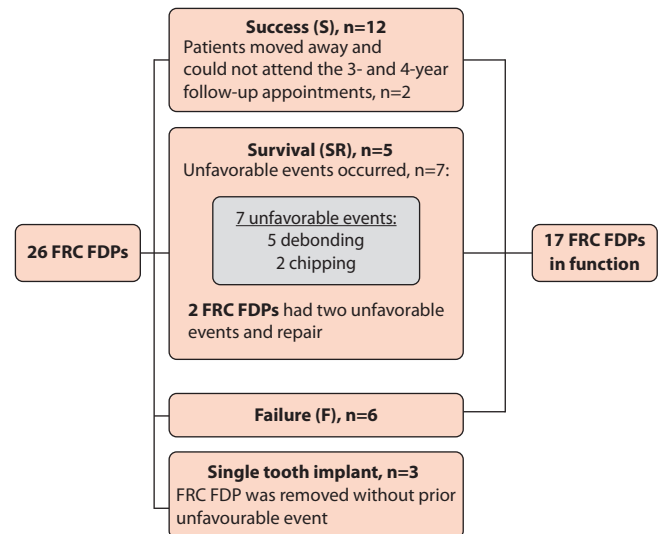 26 FRC FDPs
Success (S), n=12
Patients moved away and
could not attend the 3- and 4-year
follow-up appointments, n=2
Survival (SR), n=5
Unfavorable events occurred, n=7:
7 unfavorable events:
5 debonding
2 chipping
2 FRC FDPs had two unfavorable
events and repair
Failure (F), n=6
Single tooth implant, n=3
FRC FDP was removed without prior
unfavourable event
17 FRC FDPs
in function